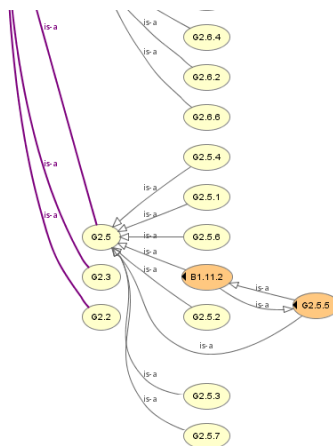 is-a
G2.6.4
is-a
is-a
G2.6.2
is-a
G2.6.6
G2.5.4
is-a
is-a
G2.5.1
is-a
is-a
G2.5
is-a
G2.5.6
is-a
G2.3
is-a
B1.11.2
is-a
is-a
G2.5.5
G2.2
G2.5.2
is-a
is-a
is-a
G2.5.3
is-a
G2.5.7